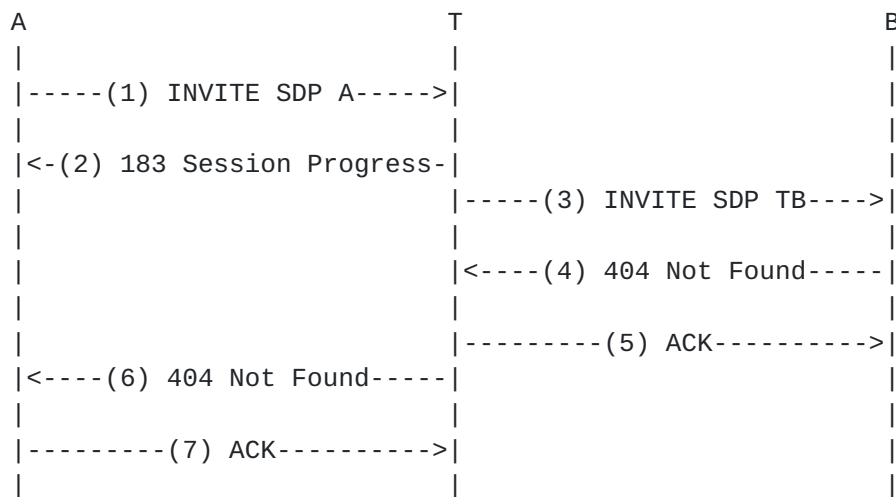 A T B
|-----(1) INVITE SDP A----->|
|<-(2) 183 Session Progress-|
|-----(3) INVITE SDP TB---->|
|<----(4) 404 Not Found-----|
|---------(5) ACK---------->|
|<----(6) 404 Not Found-----|
|---------(7) ACK---------->|